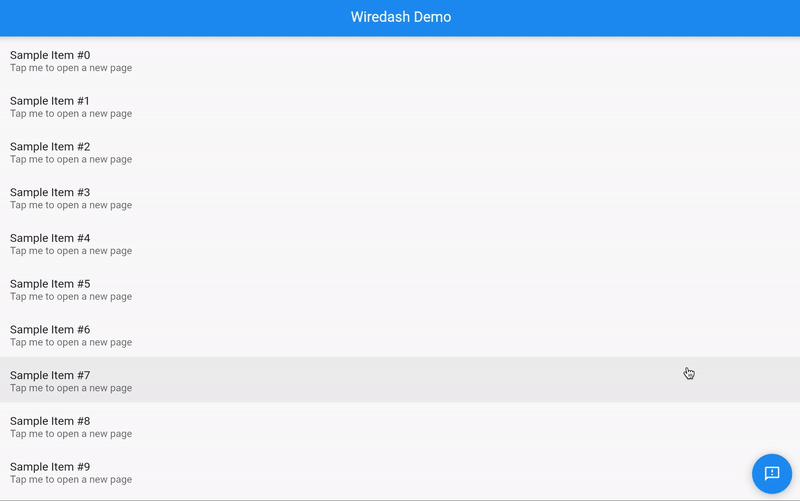 Wiredash Demo
Sample Item #0
Tap me to open a new page
Sample Item #1
Tap me to open a new page
Sample Item #2
Tap me to open a new page
Sample Item #3
Tap me to open a new page
Sample Item #4
Tap me to open a new page
Sample Item #5
Tap me to open a new page
Sample Item #6
Tap me to open a new page
Sample Item #7
Tap me to open a new page
Sample Item #8
Tap me to open a new page
Sample Item #9
Tap me to open a new page